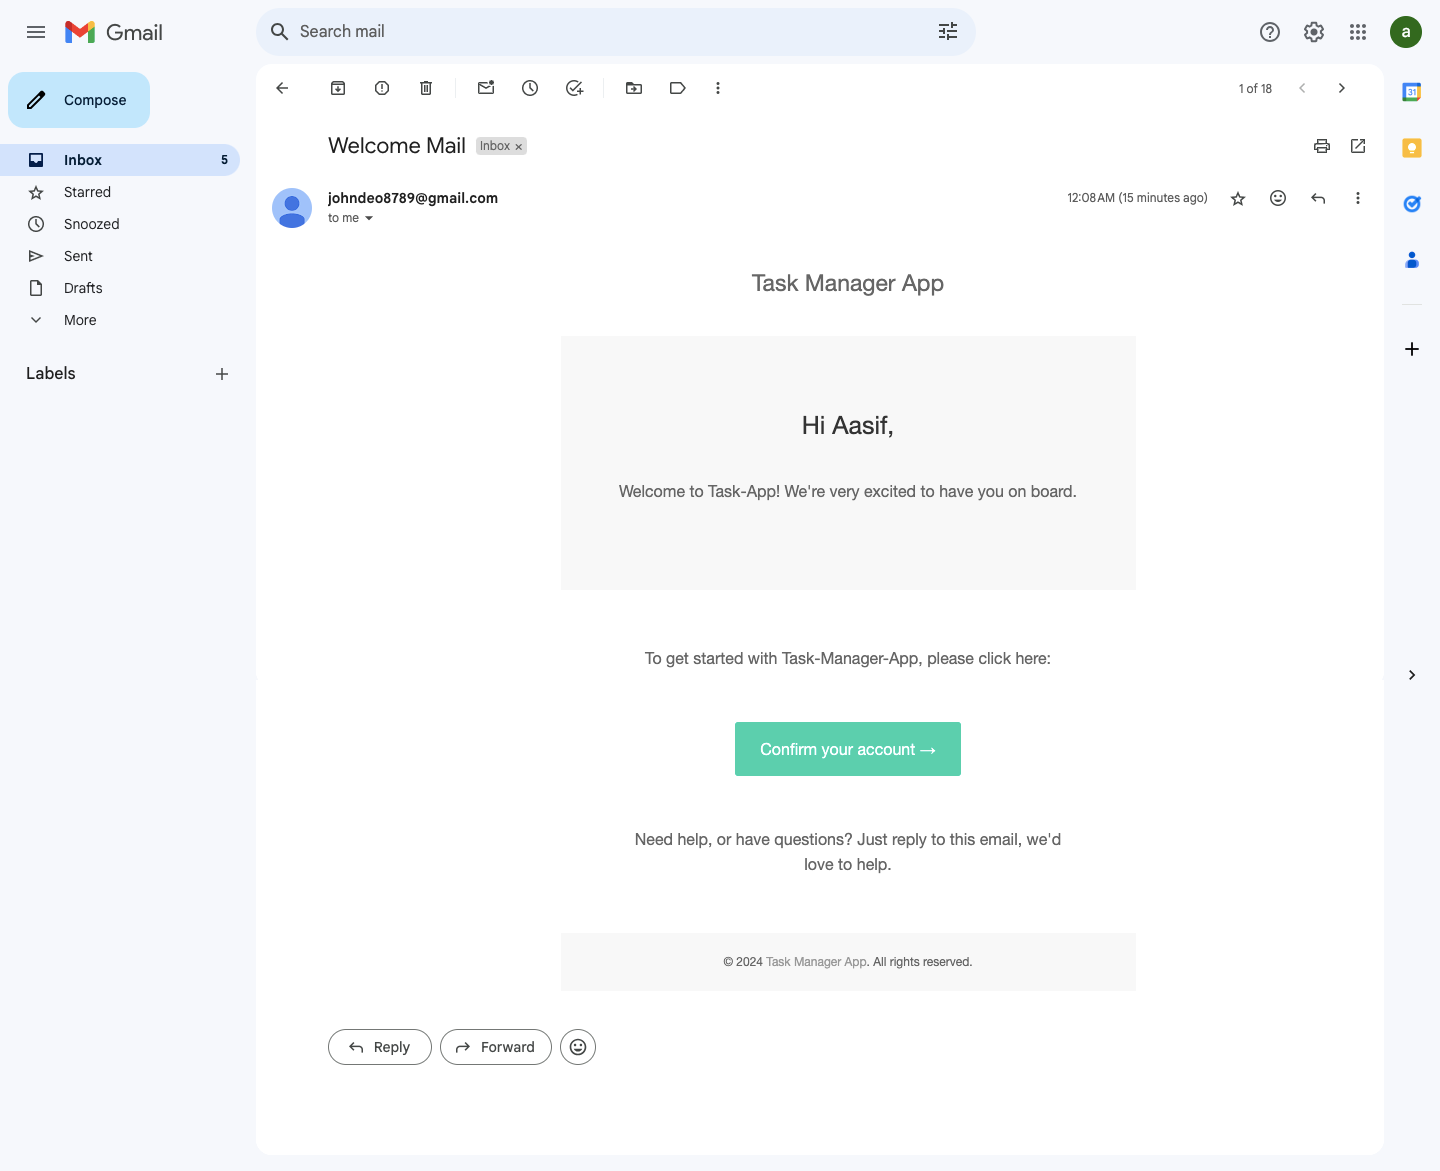 Gmail
Search mail
a
Compose
1 of 18
31
Welcome Mail
Inbox ×
Inbox 5
Starred
Snoozed
Sent
Drafts
More
Labels
johndeo8789@gmail.com
12:08 AM (15 minutes ago)
to me
Task Manager App
Hi Aasif,
Welcome to Task-App! We're very excited to have you on board.
To get started with Task-Manager-App, please click here:
Confirm your account →
Need help, or have questions? Just reply to this email, we'd
love to help.
© 2024 Task Manager App. All rights reserved.
Reply
Forward